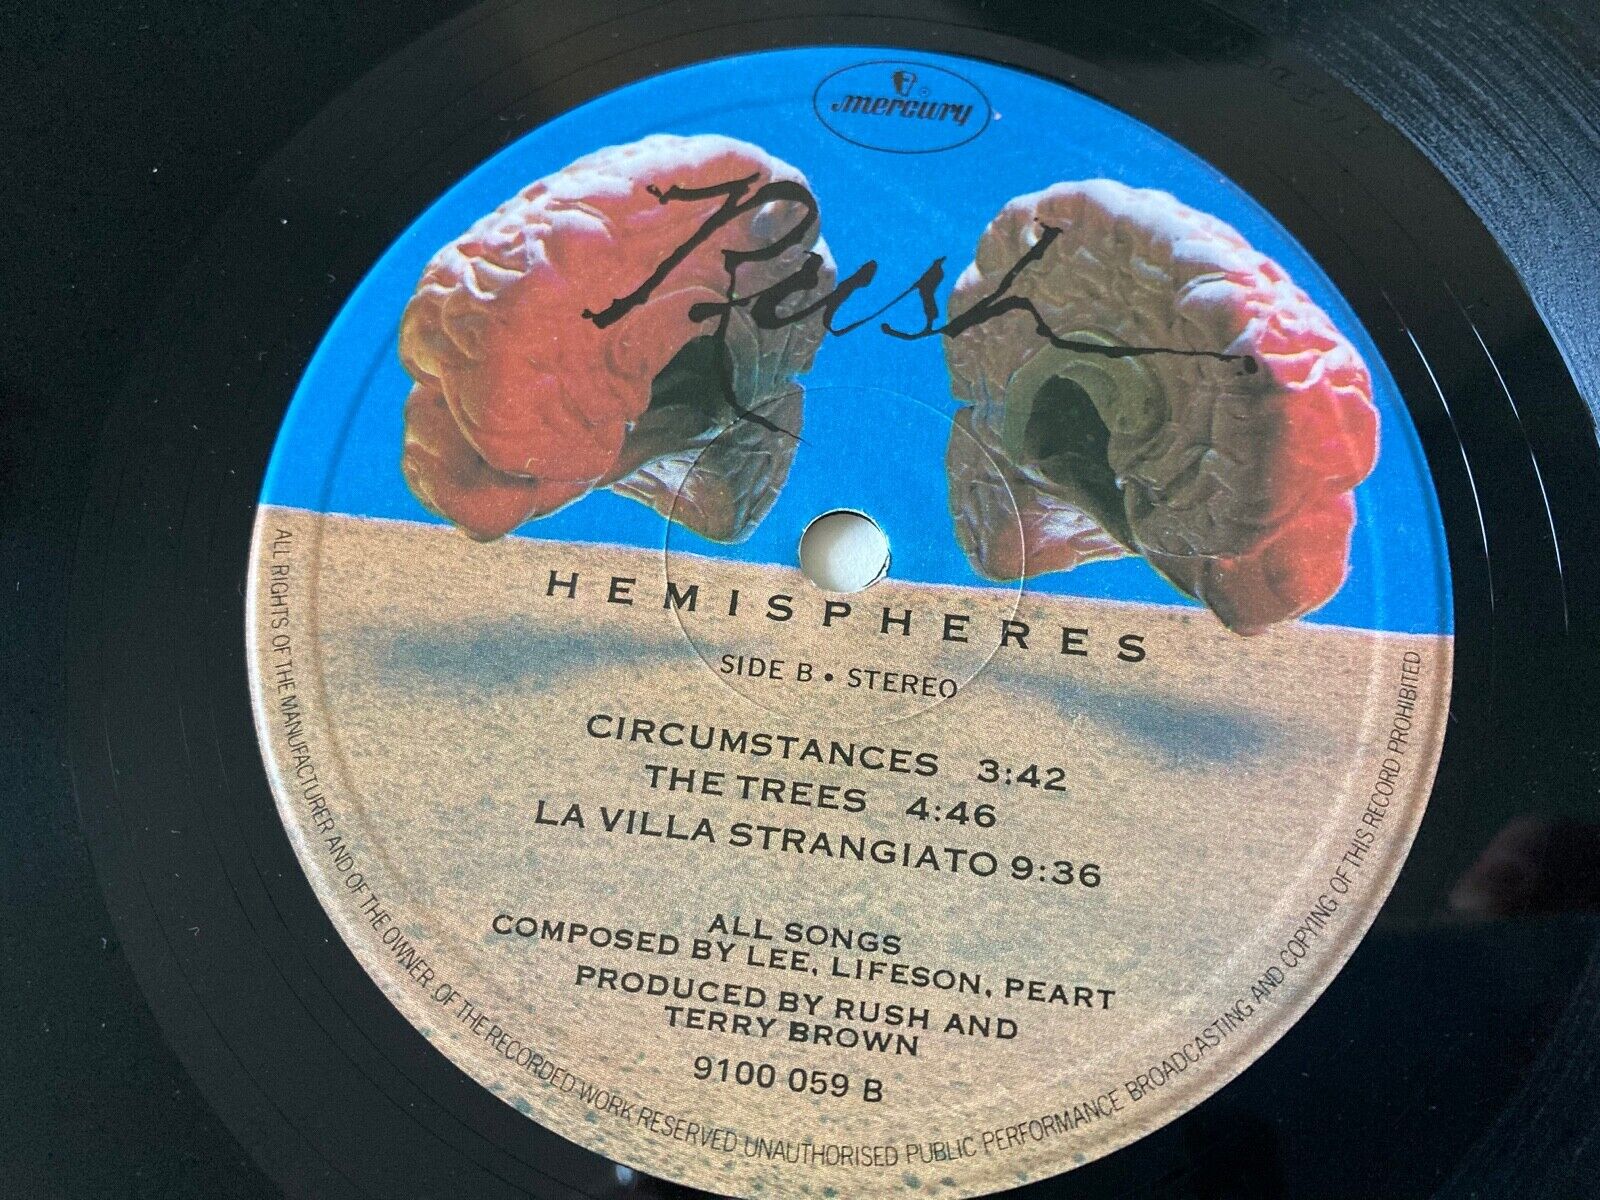 mercury
Rush
HEMISPHERES
SIDE B • STEREO
CIRCUMSTANCES 3:42
THE TREES 4:46
LA VILLA STRANGIATO 9:36
ALL SONGS
COMPOSED BY LEE, LIFESON, PEART
PRODUCED BY RUSH AND
TERRY BROWN
9100 059 B
ALL RIGHTS OF THE MANUFACTURER AND OF THE OWNER OF THE RECORDED WORK RESERVED UNAUTHORISED PUBLIC PERFORMANCE BROADCASTING AND COPYING OF THIS RECORD PROHIBITED